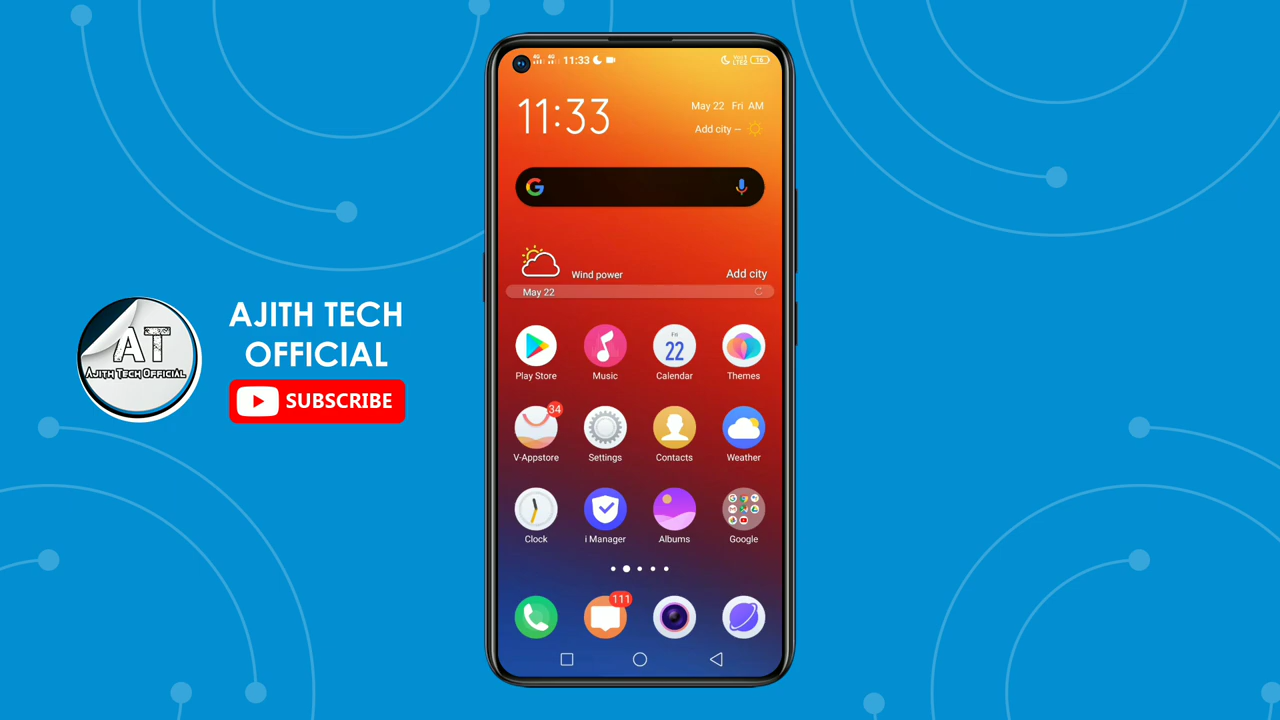 11:33
11:33
May 22 Fri AM
Add city --
Wind power
Add city
May 22
Play Store
Music
FRI
22
Calendar
Themes
34
V-Appstore
Settings
Contacts
Weather
Clock
i Manager
Albums
Google
111
AT
AJITH TECH OFFICIAL
AJITH TECH
OFFICIAL
SUBSCRIBE